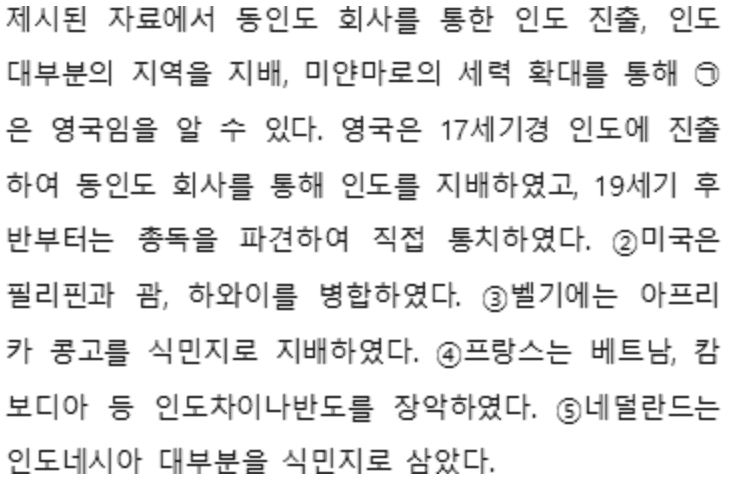 제시된 자료에서 동인도 회사를 통한 인도 진출, 인도
대부분의 지역을 지배, 미얀마로의 세력 확대를 통해 ㉠
은 영국임을 알 수 있다. 영국은 17세기경 인도에 진출
하여 동인도 회사를 통해 인도를 지배하였고, 19세기 후
반부터는 총독을 파견하여 직접 통치하였다. ②미국은
필리핀과 괌, 하와이를 병합하였다. ③벨기에는 아프리
카 콩고를 식민지로 지배하였다. ④프랑스는 베트남, 캄
보디아 등 인도차이나반도를 장악하였다. ⑤네덜란드는
인도네시아 대부분을 식민지로 삼았다.